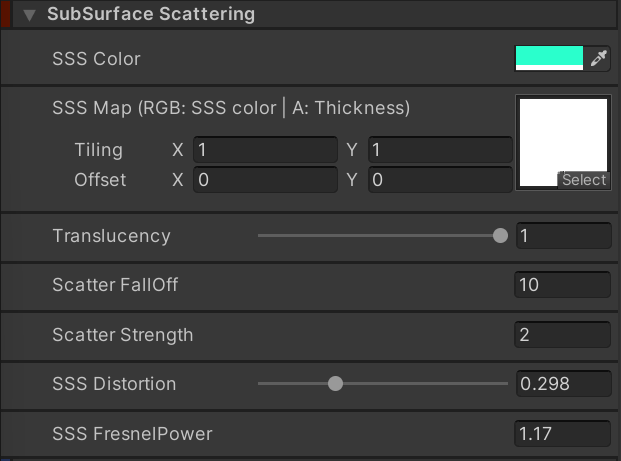 SubSurface Scattering
SSS Color
SSS Map (RGB: SSS color | A: Thickness)
Tiling X 1 Y 1
Offset X 0 Y 0
Select
Translucency 1
Scatter FallOff 10
Scatter Strength 2
SSS Distortion 0.298
SSS FresnelPower 1.17